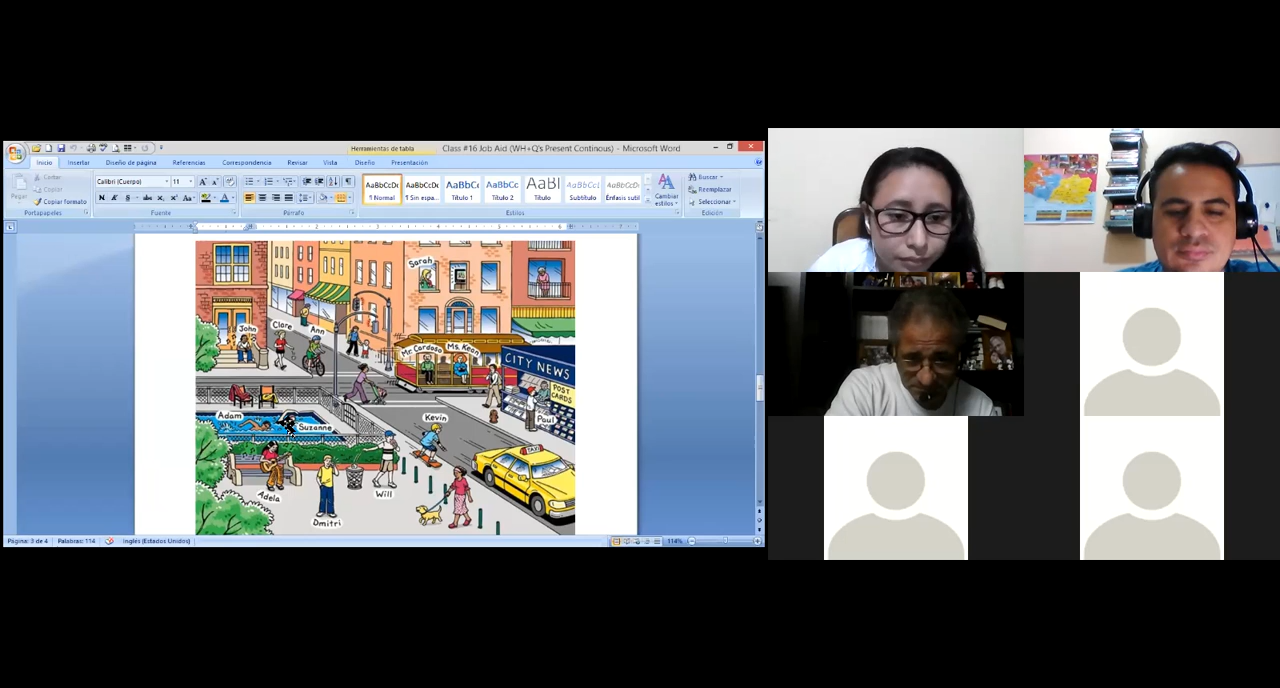 Herramientas de tabla
Class #16 Job Aid (WH+Q's Present Continous) - Microsoft Word
Inicio Insertar Diseño de página Referencias Correspondencia Revisar Vista Diseño Presentación
Pegar
Cortar
Copiar
Copiar formato
Portapapeles
Calibri (Cuerpo) 11
Fuente
Párrafo
AaBbCcDc AaBbCcDc AaBbCc AaBbCc AaBl AaBbCcI AaBbCcDc
¶ Normal ¶ Sin espa... Título 1 Título 2 Título Subtítulo Énfasis sutil
Cambiar estilos
Estilos
Buscar
Reemplazar
Seleccionar
Edición
Sarah
John
Clare
Ann
Mr. Cardoso
Ms. Kean
CITY NEWS
POST CARDS
Adam
Suzanne
Kevin
Paul
TAXI
Adela
Will
Dmitri
Página: 3 de 4 Palabras: 114 Inglés (Estados Unidos) 114%